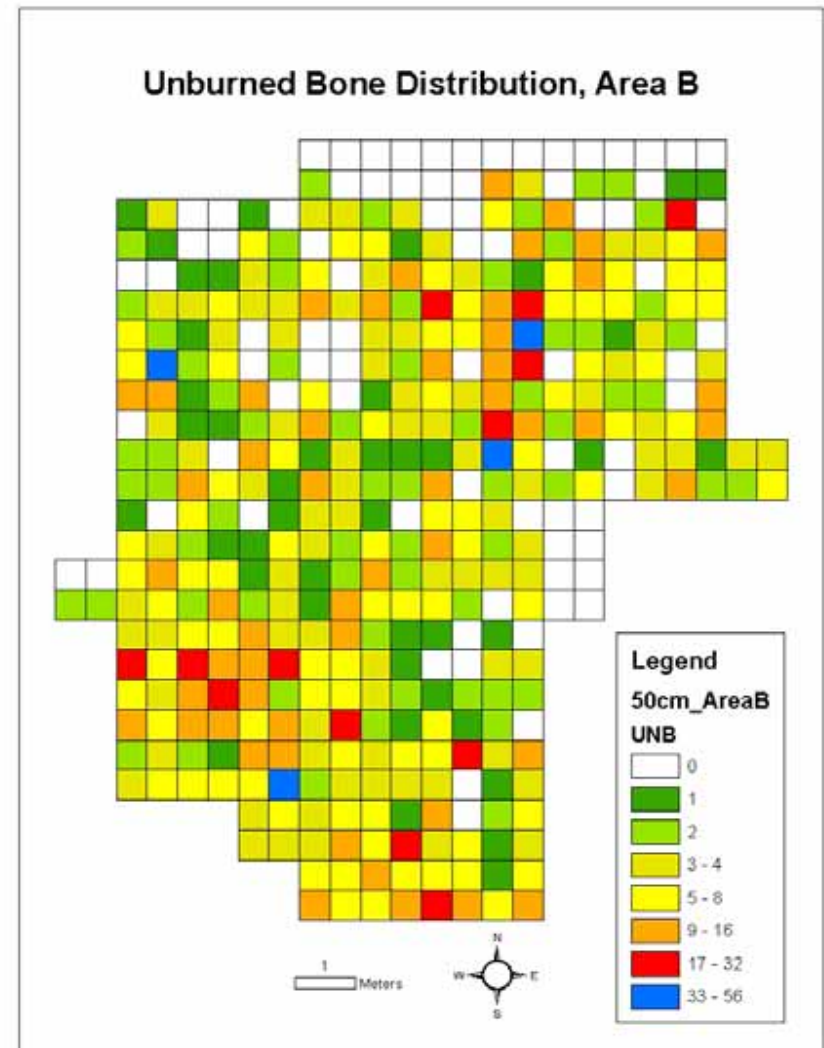 Unburned Bone Distribution, Area B
Legend
50cm_AreaB
UNB
0
1
2
3 - 4
5 - 8
9 - 16
17 - 32
33 - 56
1
Meters
N
W E
S